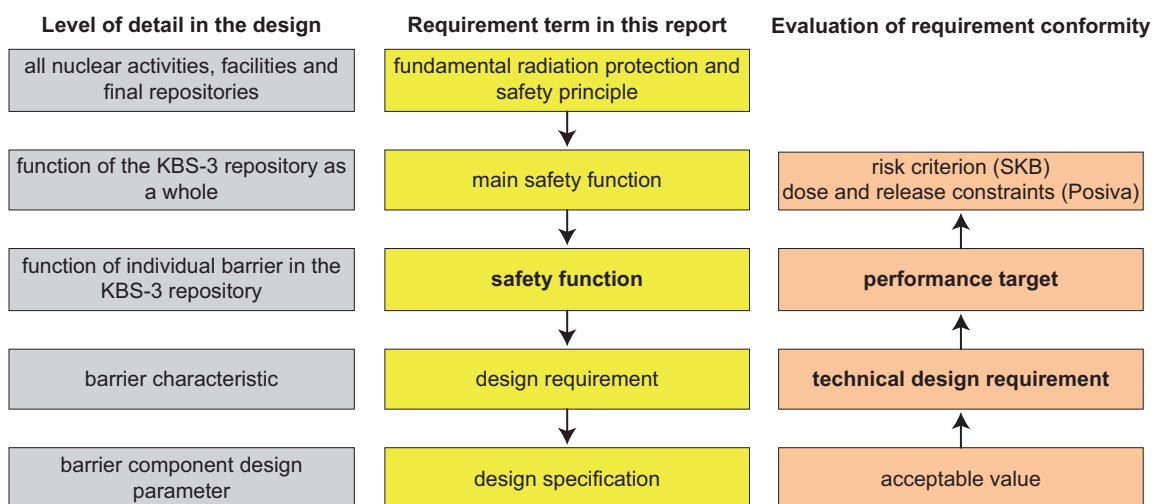 Level of detail in the design
Requirement term in this report
Evaluation of requirement conformity
all nuclear activities, facilities and
final repositories
fundamental radiation protection and
safety principle
function of the KBS-3 repository as
a whole
main safety function
risk criterion (SKB)
dose and release constraints (Posiva)
function of individual barrier in the
KBS-3 repository
safety function
performance target
barrier characteristic
design requirement
technical design requirement
barrier component design
parameter
design specification
acceptable value